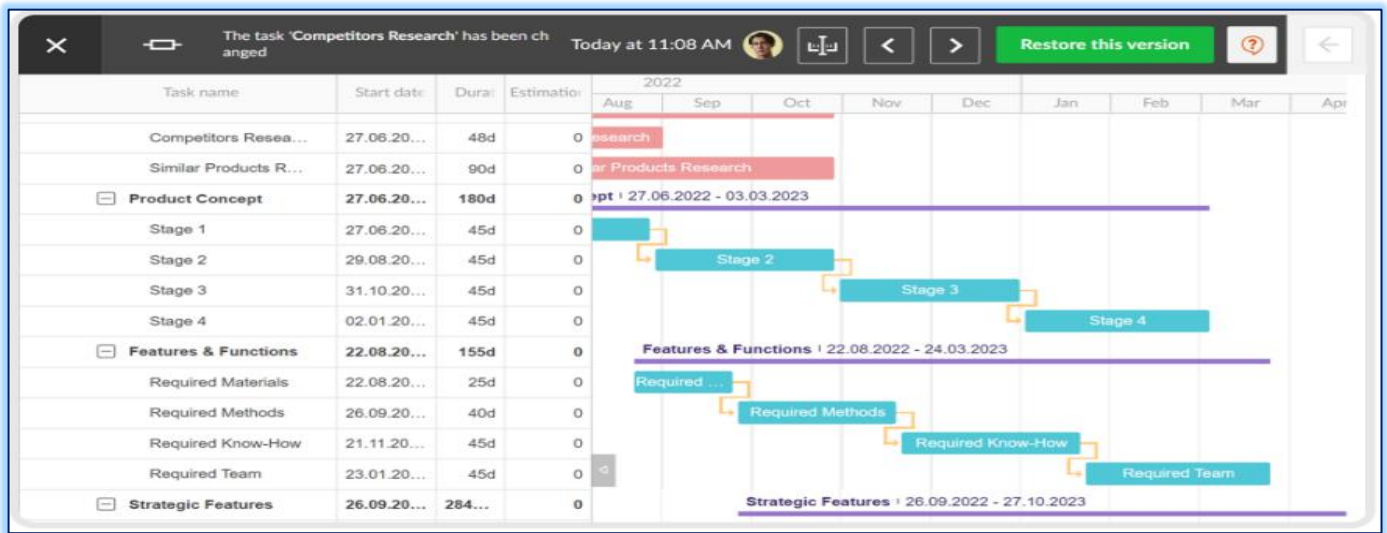 The task 'Competitors Research' has been ch
anged
Today at 11:08 AM
Restore this version
Task name Start date Dura Estimation
2022
Aug Sep Oct Nov Dec Jan Feb Mar Apr
Competitors Resea... 27.06.20... 48d 0 esearch
Similar Products R... 27.06.20... 90d 0 ar Products Research
Product Concept 27.06.20... 180d 0 ept 27.06.2022 - 03.03.2023
Stage 1 27.06.20... 45d 0
Stage 2 29.08.20... 45d 0 Stage 2
Stage 3 31.10.20... 45d 0 Stage 3
Stage 4 02.01.20... 45d 0 Stage 4
Features & Functions 22.08.20... 155d 0 Features & Functions 22.08.2022 - 24.03.2023
Required Materials 22.08.20... 25d 0 Required ...
Required Methods 26.09.20... 40d 0 Required Methods
Required Know-How 21.11.20... 45d 0 Required Know-How
Required Team 23.01.20... 45d 0 Required Team
Strategic Features 26.09.20... 284... 0 Strategic Features 26.09.2022 - 27.10.2023